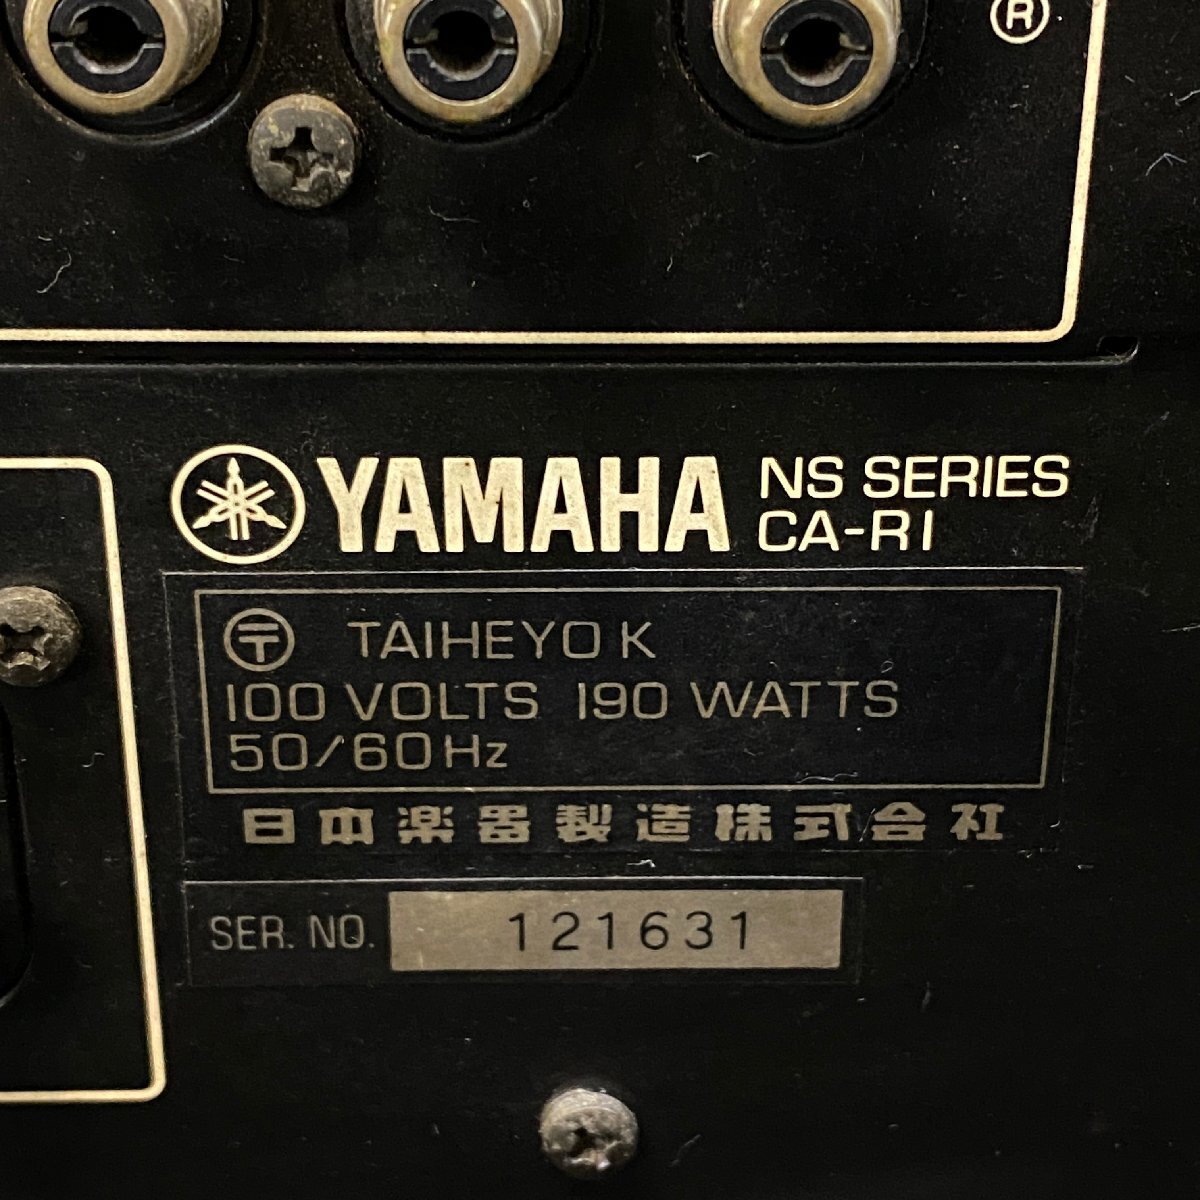 ®
YAMAHA NS SERIES
CA-R1
〒 TAIHEYO K
100 VOLTS 190 WATTS
50/60Hz
日本楽器製造株式会社
SER. NO. 121631